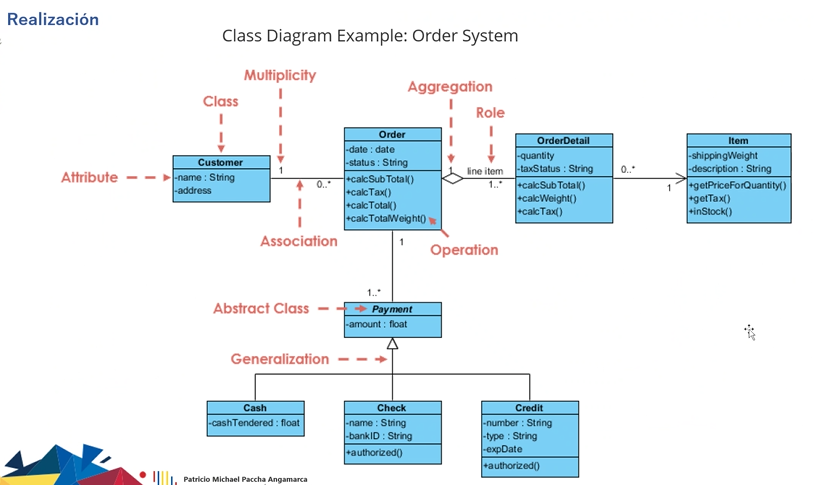 Realización
Class Diagram Example: Order System
Multiplicity
Aggregation
Class
Role
Order
-date : date
-status : String
+calcSubTotal()
+calcTax()
+calcTotal()
+calcTotalWeight()
OrderDetail
-quantity
-taxStatus : String
+calcSubTotal()
+calcWeight()
+calcTax()
Item
-shippingWeight
-description : String
+getPriceForQuantity()
+getTax()
+inStock()
Customer
-name : String
-address
Attribute
1
0..*
1
line item
1..*
0..*
1
Association
Operation
1
1..*
Abstract Class
Payment
-amount : float
Generalization
Cash
-cashTendered : float
Check
-name : String
-bankID : String
+authorized()
Credit
-number : String
-type : String
-expDate
+authorized()
Patricio Michael Paccha Angamarca